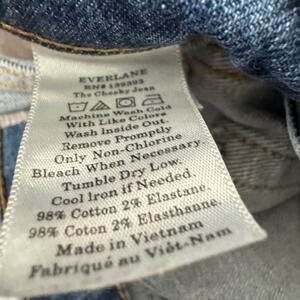 EVERLANE
RN# 139393
The Cheeky Jean
Machine Wash Cold
With Like Colors
Wash Inside Out.
Remove Promptly
Only Non-Chlorine
Bleach When Necessary.
Tumble Dry Low.
Cool Iron if Needed.
98% Cotton 2% Elastane.
98% Coton 2% Élasthanne.
Made in Vietnam
Fabriqué au Viêt-Nam